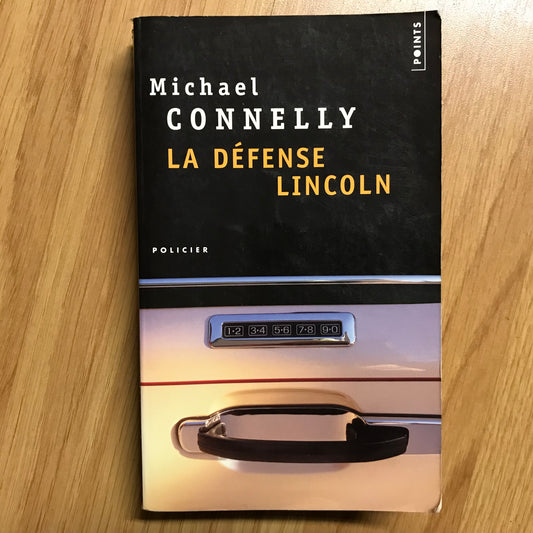 POINTS
Michael
CONNELLY
LA DÉFENSE
LINCOLN
POLICIER
1·2 3·4 5·6 7·8 9·0